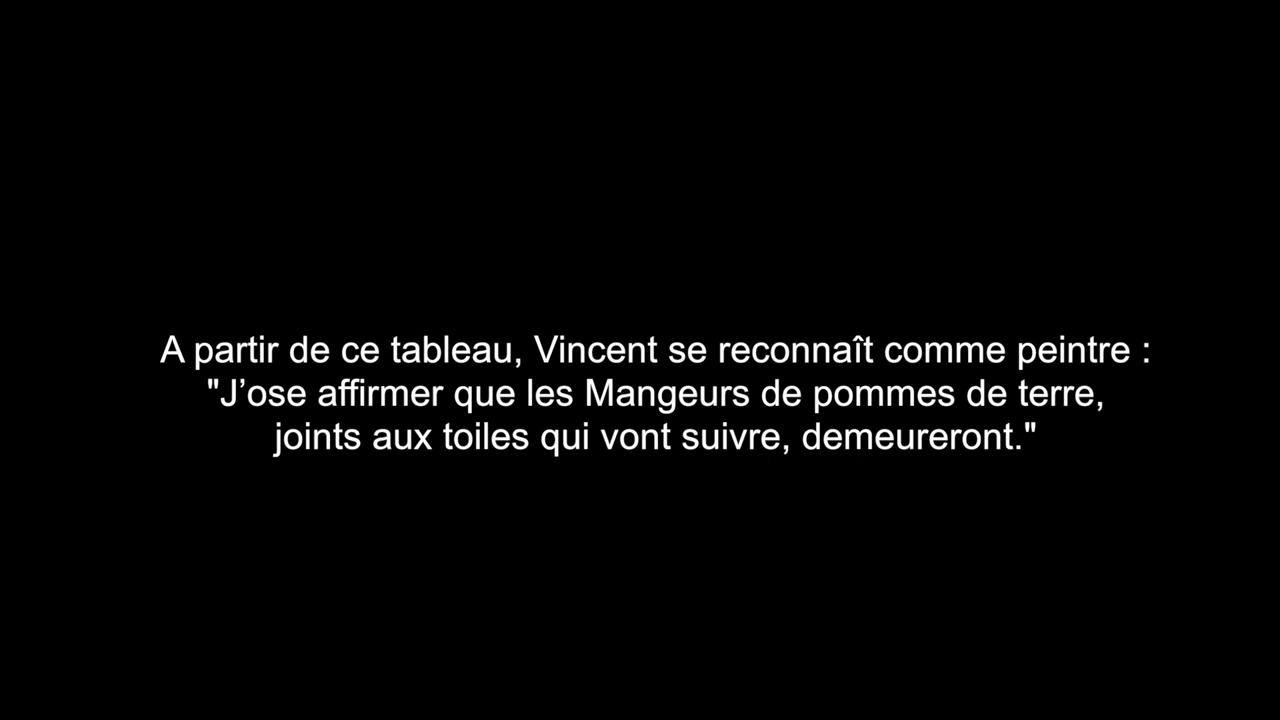 A partir de ce tableau, Vincent se reconnaît comme peintre :
"J’ose affirmer que les Mangeurs de pommes de terre,
joints aux toiles qui vont suivre, demeureront."